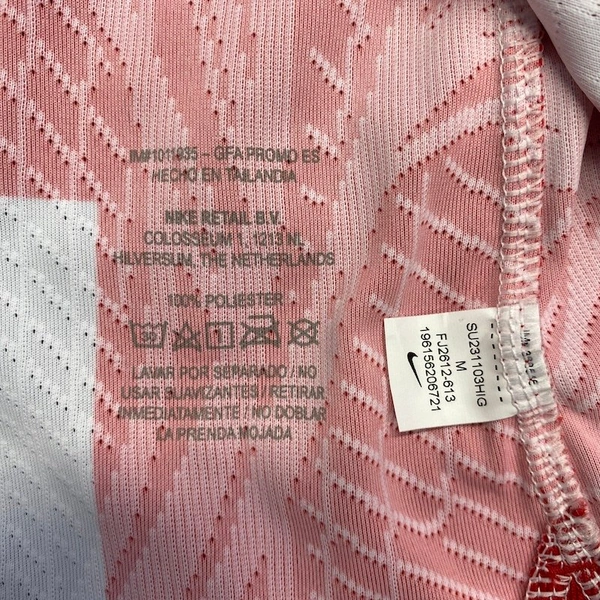 IM#1011935 - GFA PROMO ES
HECHO EN TAILANDIA
NIKE RETAIL B.V.
COLOSSEUM 1, 1213 NL
HILVERSUM, THE NETHERLANDS
100% POLIESTER
LAVAR POR SEPARADO / NO
USAR SUAVIZANTES / RETIRAR
INMEDIATAMENTE / NO DOBLAR
LA PRENDA MOJADA
SU231103HIG
M
FJ2612-613
196156206721